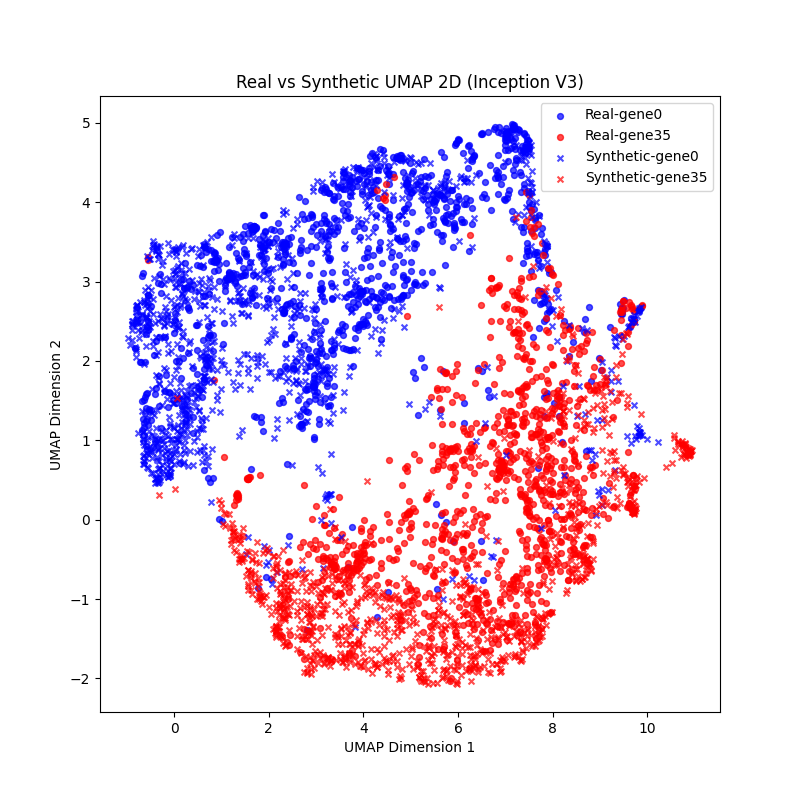 Real vs Synthetic UMAP 2D (Inception V3)
Real-gene0
Real-gene35
Synthetic-gene0
Synthetic-gene35
5
4
3
2
1
0
−1
−2
UMAP Dimension 2
0 2 4 6 8 10
UMAP Dimension 1